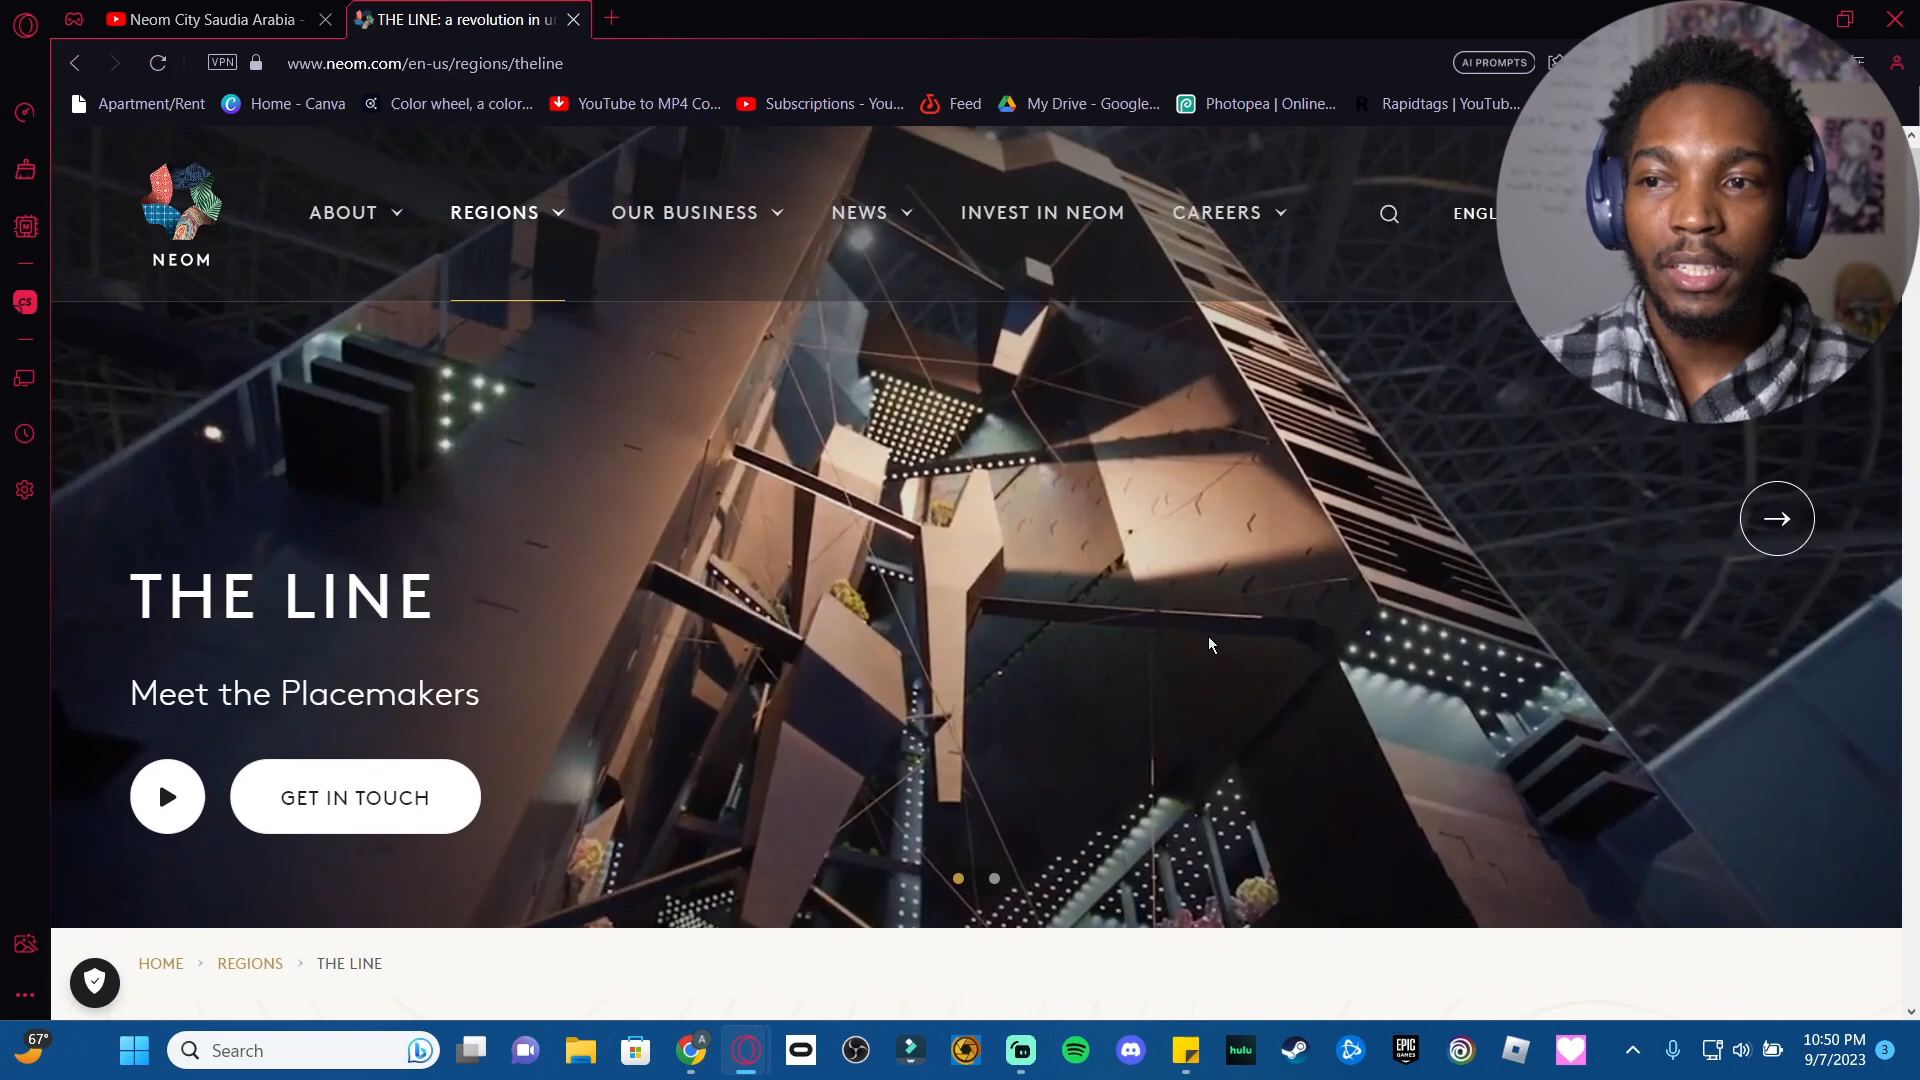 Neom City Saudia Arabia -
THE LINE: a revolution in u
VPN
www.neom.com/en-us/regions/theline
AI PROMPTS
Apartment/Rent
Home - Canva
Color wheel, a color...
YouTube to MP4 Co...
Subscriptions - You...
Feed
My Drive - Google...
Photopea | Online...
R
Rapidtags | YouTub...
NEOM
ABOUT
REGIONS
OUR BUSINESS
NEWS
INVEST IN NEOM
CAREERS
ENGL
CS
THE LINE
Meet the Placemakers
GET IN TOUCH
HOME > REGIONS > THE LINE
67°
Search
A
hulu
EPIC
GAMES
10:50 PM
9/7/2023
3